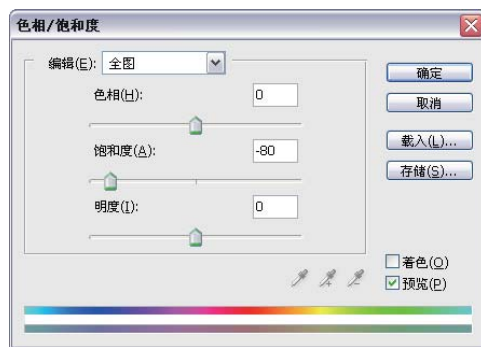 色相/饱和度
编辑(E): 全图
色相(H): 0
饱和度(A): -80
明度(I): 0
确定
取消
载入(L)...
存储(S)...
着色(O)
预览(P)